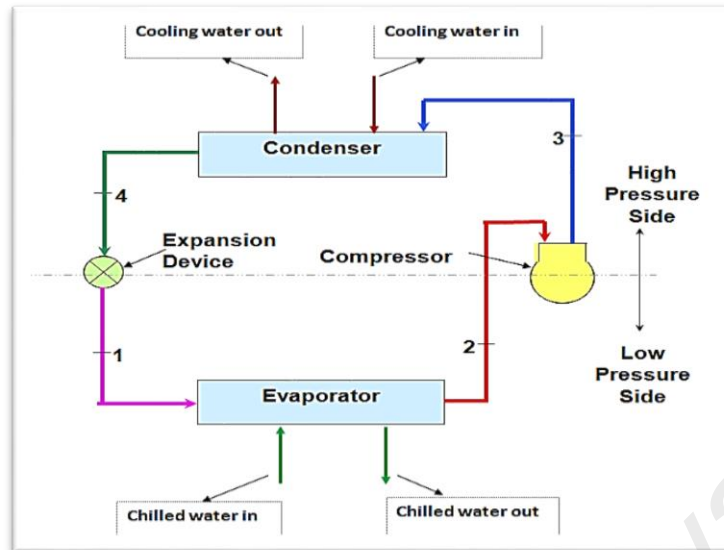 Cooling water out
Cooling water in
Condenser
3
High
Pressure
Side
4
Expansion
Device
Compressor
1
2
Low
Pressure
Side
Evaporator
Chilled water in
Chilled water out